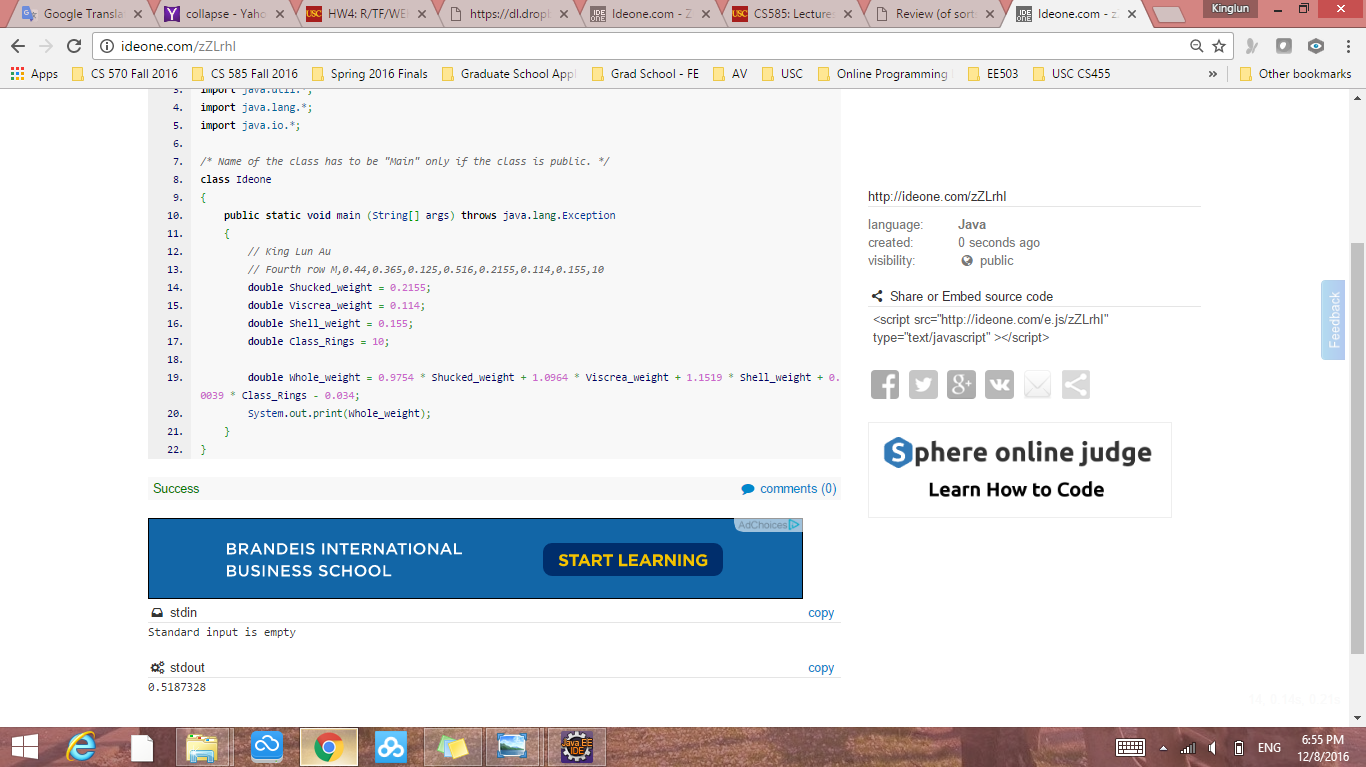 Google Transla
collapse - Yaho
HW4: R/TF/WE
https://dl.dropl
Ideone.com - Z
CS585: Lecture
Review (of sort
Ideone.com - z
Kinglun
ideone.com/zZLrhI
Apps
CS 570 Fall 2016
CS 585 Fall 2016
Spring 2016 Finals
Graduate School Appl
Grad School - FE
AV
USC
Online Programming
EE503
USC CS455
»
Other bookmarks
3. import java.util.*;
4. import java.lang.*;
5. import java.io.*;
6.
7. /* Name of the class has to be "Main" only if the class is public. */
8. class Ideone
9. {
10. public static void main (String[] args) throws java.lang.Exception
11. {
12. // King Lun Au
13. // Fourth row M,0.44,0.365,0.125,0.516,0.2155,0.114,0.155,10
14. double Shucked_weight = 0.2155;
15. double Viscrea_weight = 0.114;
16. double Shell_weight = 0.155;
17. double Class_Rings = 10;
18.
19. double Whole_weight = 0.9754 * Shucked_weight + 1.0964 * Viscrea_weight + 1.1519 * Shell_weight + 0.
0039 * Class_Rings - 0.034;
20. System.out.print(Whole_weight);
21. }
22. }
Success
comments (0)
AdChoices
BRANDEIS INTERNATIONAL
BUSINESS SCHOOL
START LEARNING
stdin
copy
Standard input is empty
stdout
copy
0.5187328
http://ideone.com/zZLrhI
language: Java
created: 0 seconds ago
visibility: public
Share or Embed source code
<script src="http://ideone.com/e.js/zZLrhI"
type="text/javascript" ></script>
Sphere online judge
Learn How to Code
Feedback
Java EE
IDE
ENG
6:55 PM
12/8/2016